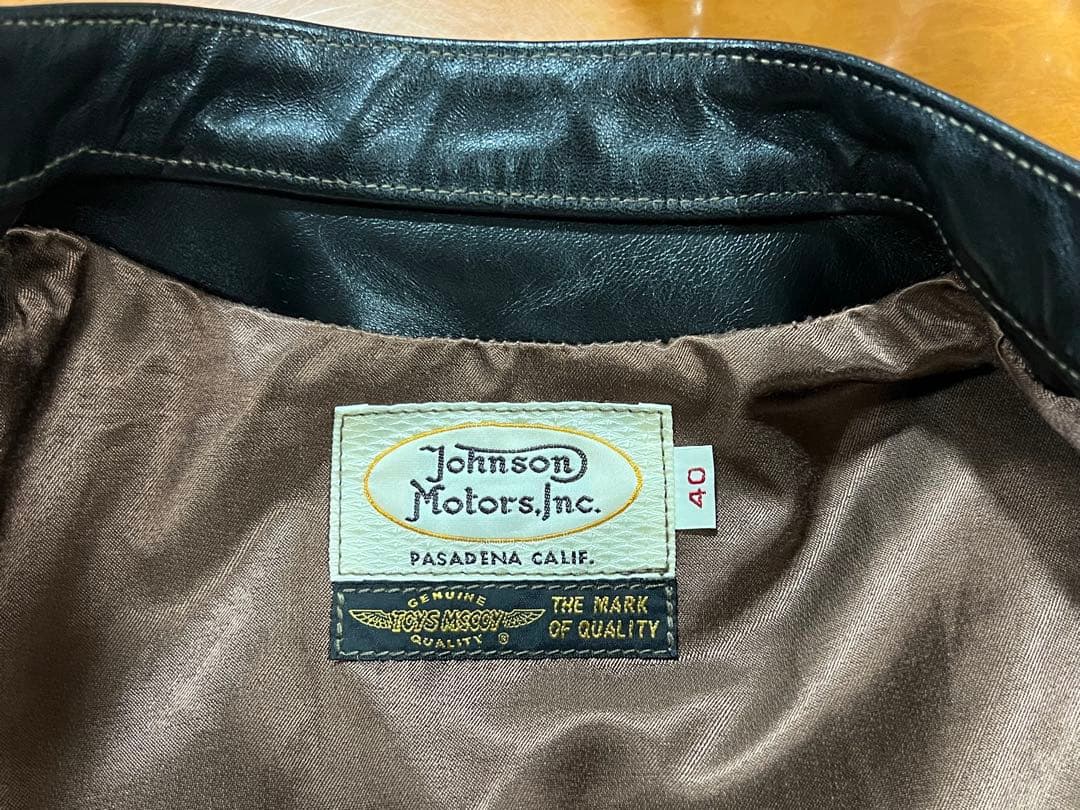 Johnson
Motors, Inc.
PASADENA CALIF.
40
GENUINE
TOYS McCOY
QUALITY ®
THE MARK
OF QUALITY